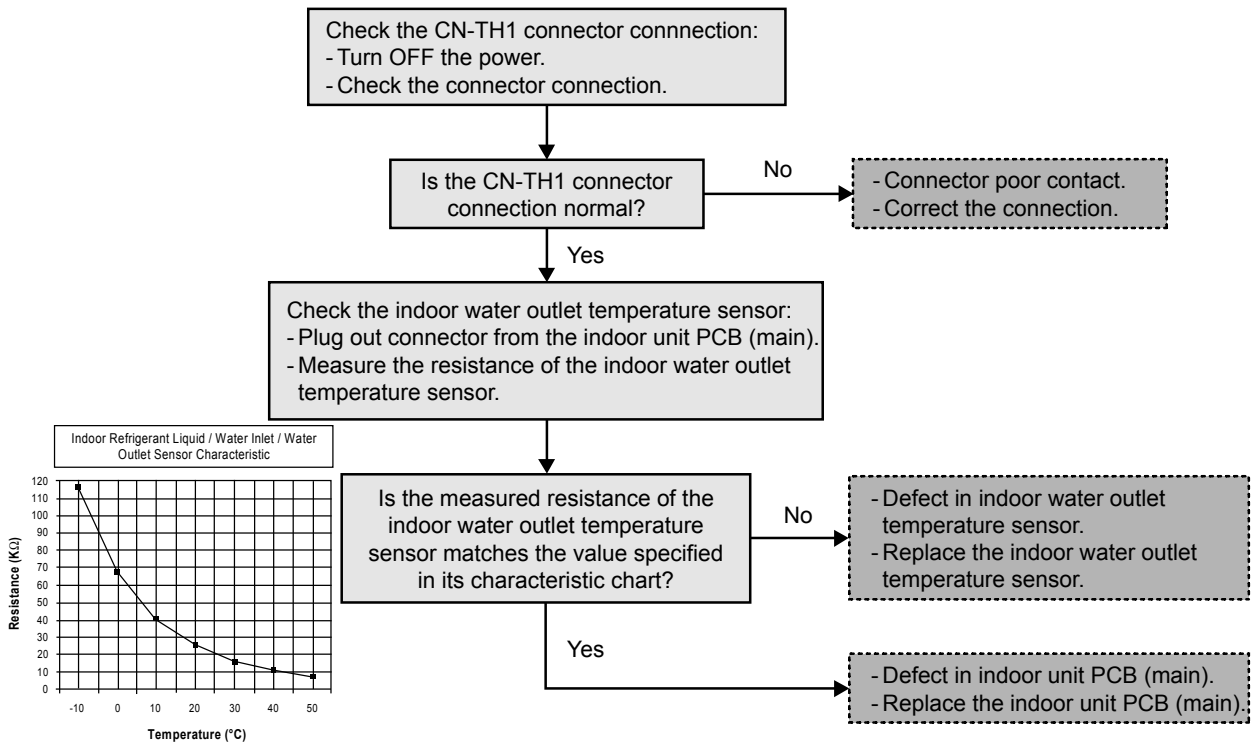 Check the CN-TH1 connector connnection:
- Turn OFF the power.
- Check the connector connection.
Is the CN-TH1 connector
connection normal?
No
- Connector poor contact.
- Correct the connection.
Yes
Check the indoor water outlet temperature sensor:
- Plug out connector from the indoor unit PCB (main).
- Measure the resistance of the indoor water outlet
temperature sensor.
Indoor Refrigerant Liquid / Water Inlet / Water
Outlet Sensor Characteristic
Resistance (KΩ)
120
110
100
90
80
70
60
50
40
30
20
10
0
-10 0 10 20 30 40 50
Temperature (°C)
Is the measured resistance of the
indoor water outlet temperature
sensor matches the value specified
in its characteristic chart?
No
- Defect in indoor water outlet
temperature sensor.
- Replace the indoor water outlet
temperature sensor.
Yes
- Defect in indoor unit PCB (main).
- Replace the indoor unit PCB (main).